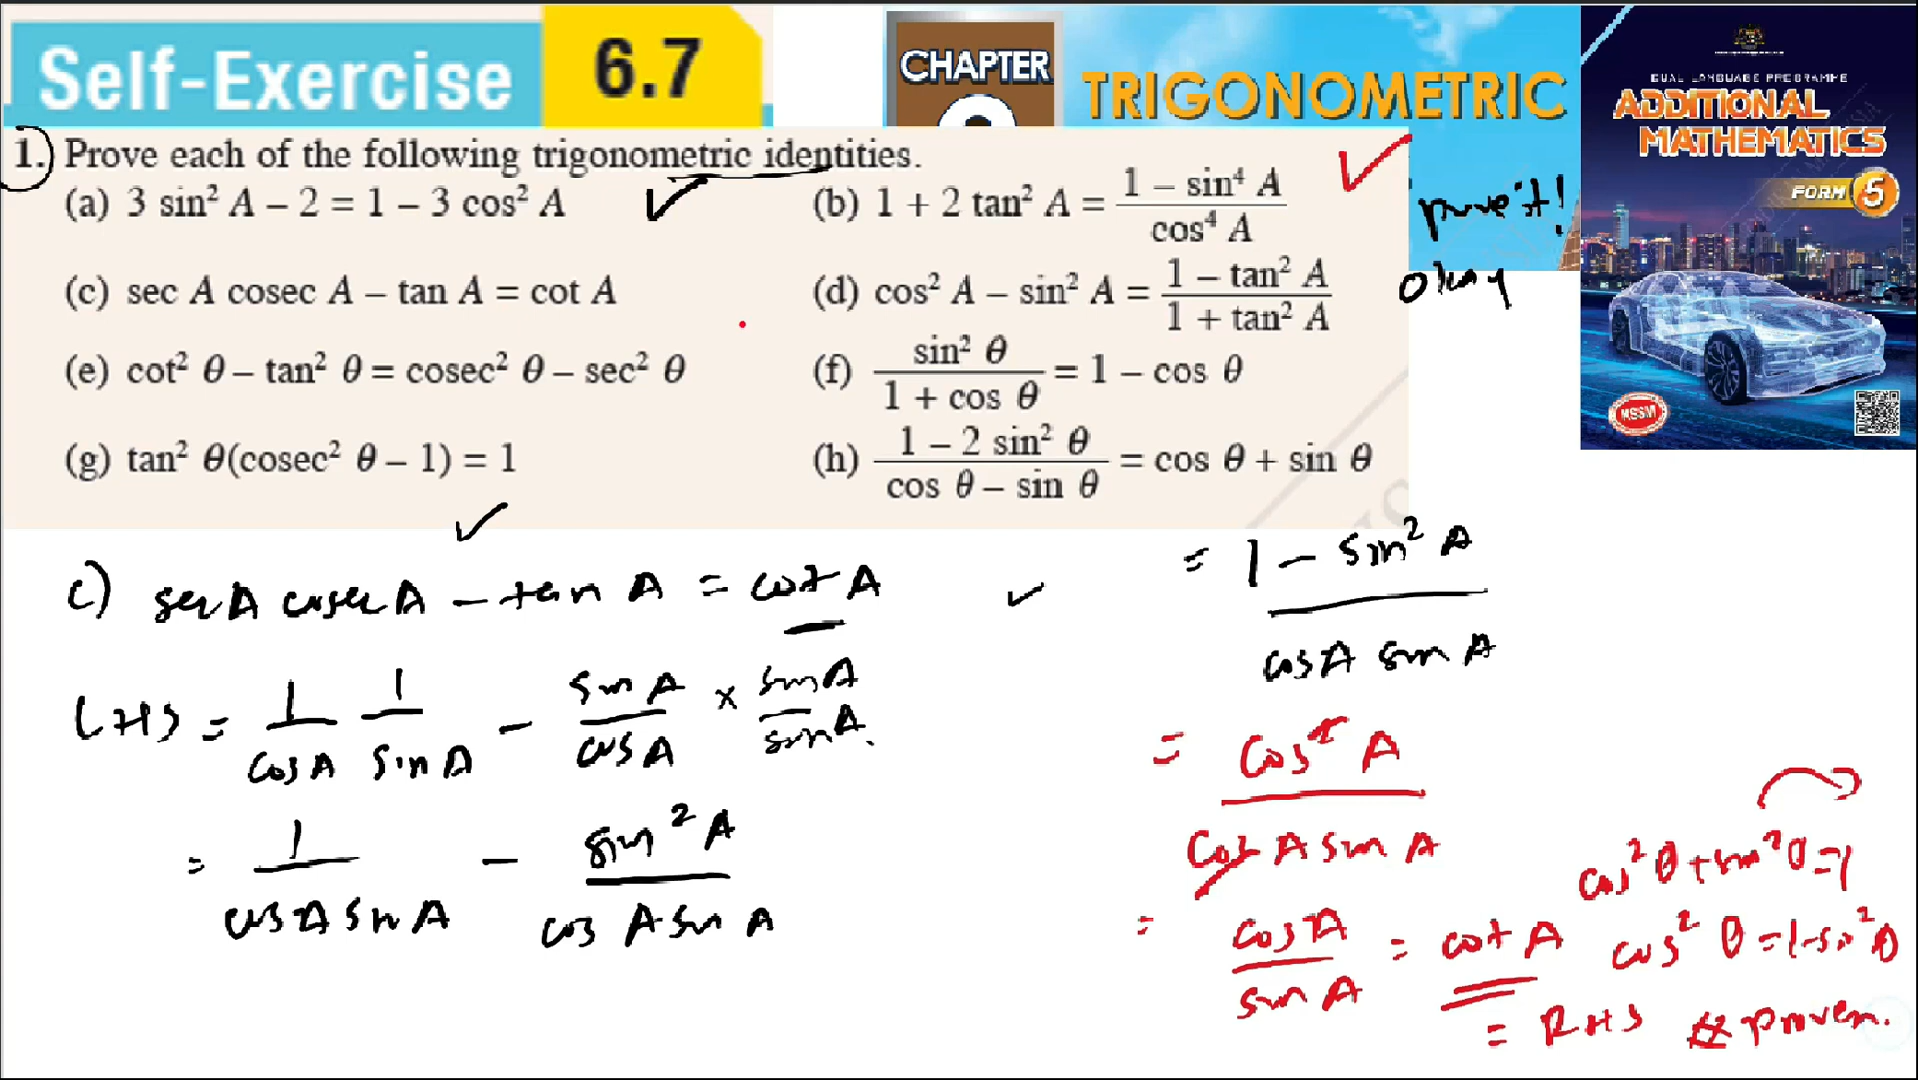 Self-Exercise 6.7
CHAPTER
TRIGONOMETRIC
DUAL LANGUAGE PROGRAMME
ADDITIONAL
MATHEMATICS
FORM 5
KSSM
1. Prove each of the following trigonometric identities.
(a) 3 sin² A – 2 = 1 – 3 cos² A
(b) 1 + 2 tan² A = (1 – sin⁴ A)/(cos⁴ A)
prove it!
okay
(c) sec A cosec A – tan A = cot A
(d) cos² A – sin² A = (1 – tan² A)/(1 + tan² A)
(e) cot² θ – tan² θ = cosec² θ – sec² θ
(f) (sin² θ)/(1 + cos θ) = 1 – cos θ
(g) tan² θ(cosec² θ – 1) = 1
(h) (1 – 2 sin² θ)/(cos θ – sin θ) = cos θ + sin θ
c) sec A cosec A – tan A = cot A
LHS = 1/cos A 1/sin A – sin A/cos A × sin A/sin A
= 1/(cos A sin A) – sin² A/(cos A sin A)
= (1 – sin² A)/(cos A sin A)
= cos² A/(cos A sin A)
= cos A/sin A = cot A
= RHS proven.
cos² θ + sin² θ = 1
cos² θ = 1 – sin² θ